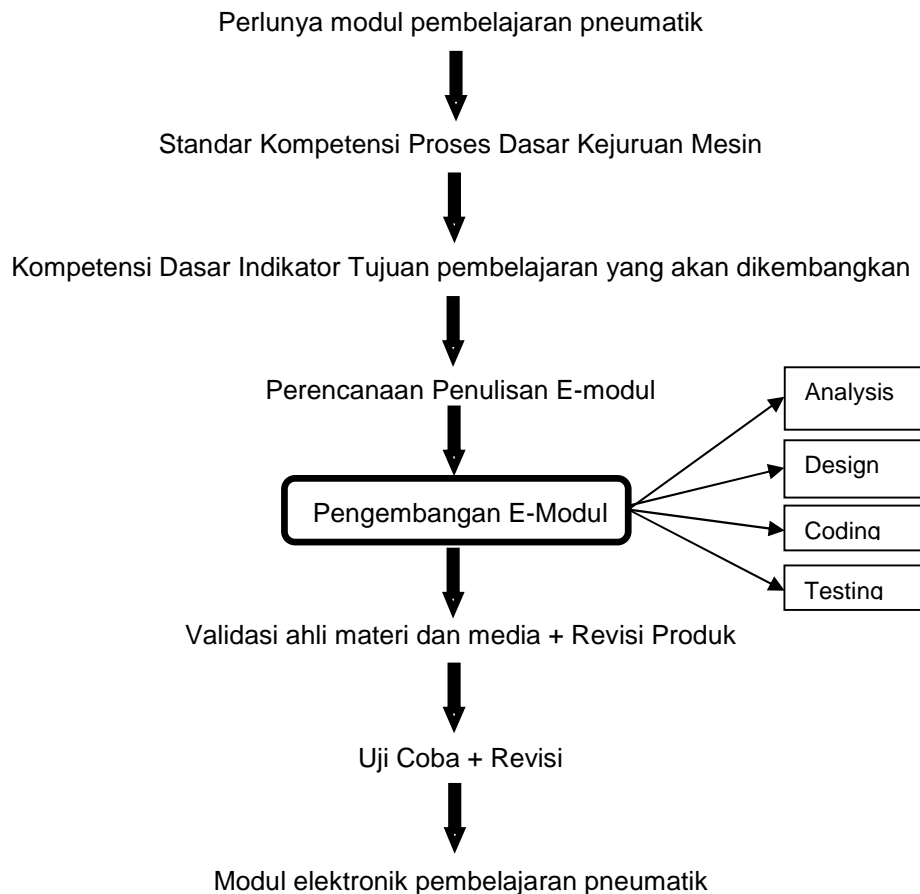 Perlunya modul pembelajaran pneumatik
Standar Kompetensi Proses Dasar Kejuruan Mesin
Kompetensi Dasar Indikator Tujuan pembelajaran yang akan dikembangkan
Perencanaan Penulisan E-modul
Analysis
Design
Pengembangan E-Modul
Coding
Testing
Validasi ahli materi dan media + Revisi Produk
Uji Coba + Revisi
Modul elektronik pembelajaran pneumatik